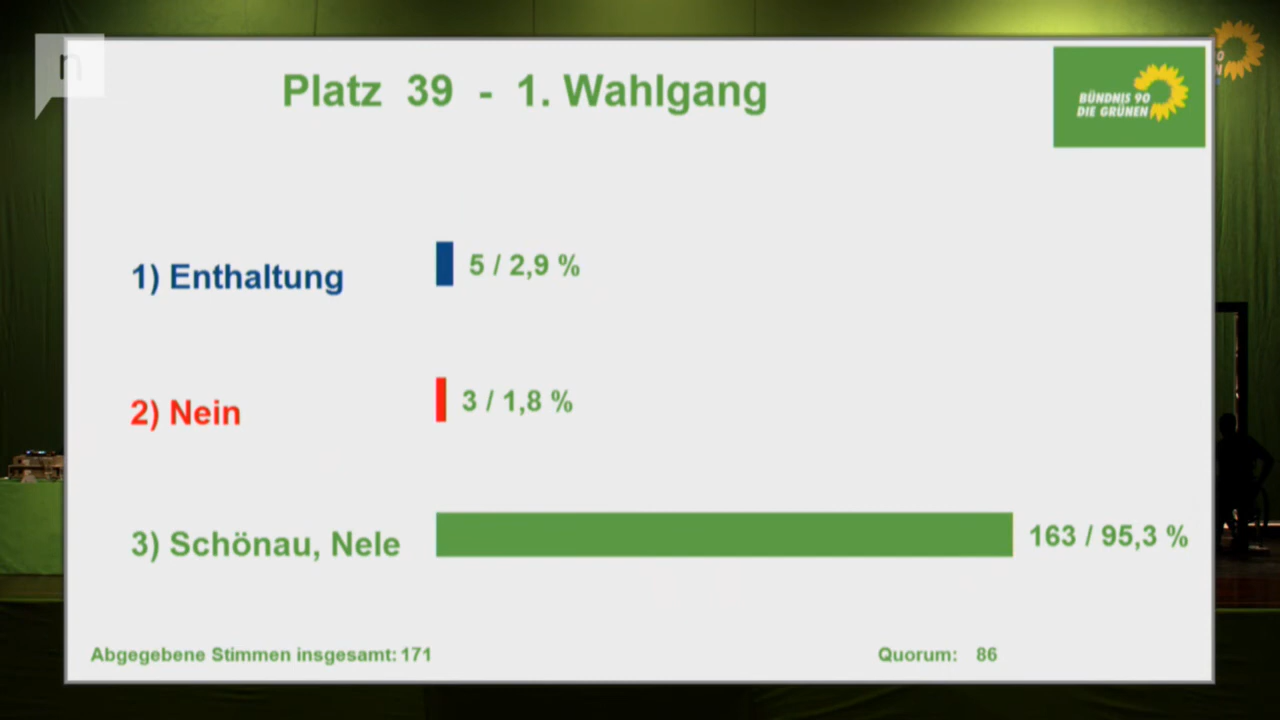 n
Platz 39 - 1. Wahlgang
BÜNDNIS 90
DIE GRÜNEN
1) Enthaltung
5 / 2,9 %
2) Nein
3 / 1,8 %
3) Schönau, Nele
163 / 95,3 %
Abgegebene Stimmen insgesamt: 171
Quorum: 86